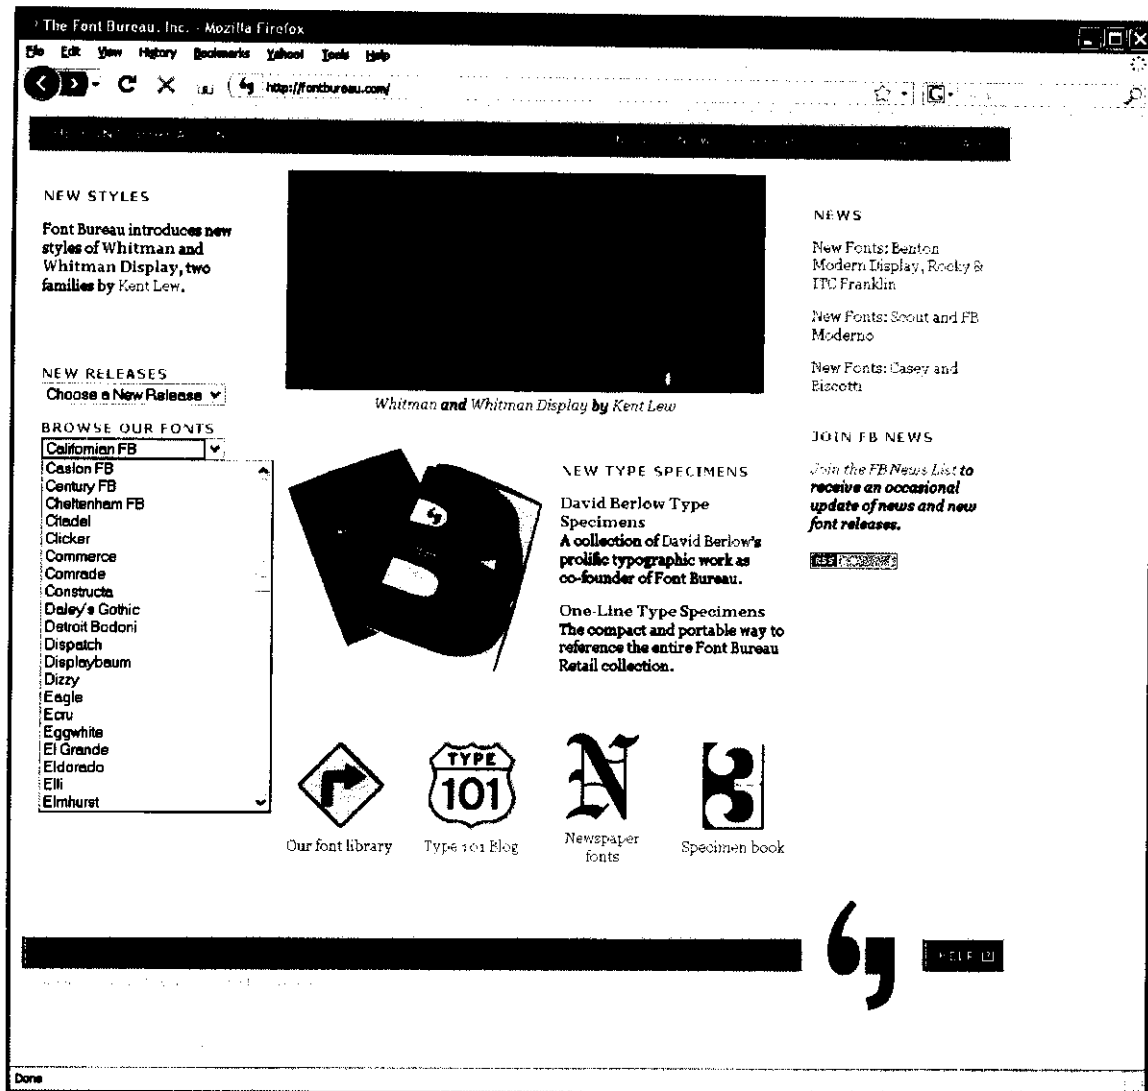 The Font Bureau, Inc. - Mozilla Firefox
File Edit View History Bookmarks Yahoo! Tools Help
http://fontbureau.com/
NEW STYLES
Font Bureau introduces new
styles of Whitman and
Whitman Display, two
families by Kent Lew.
NEW RELEASES
Choose a New Release
BROWSE OUR FONTS
Californian FB
Caslon FB
Century FB
Cheltenham FB
Citadel
Clicker
Commerce
Comrade
Constructa
Daley's Gothic
Detroit Bodoni
Dispatch
Displaybaum
Dizzy
Eagle
Ecru
Eggwhite
El Grande
Eldorado
Elli
Elmhurst
Whitman and Whitman Display by Kent Lew
NEW TYPE SPECIMENS
David Berlow Type
Specimens
A collection of David Berlow's
prolific typographic work as
co-founder of Font Bureau.
One-Line Type Specimens
The compact and portable way to
reference the entire Font Bureau
Retail collection.
NEWS
New Fonts: Benton
Modern Display, Rocky &
ITC Franklin
New Fonts: Scout and FB
Moderno
New Fonts: Casey and
Biscotti
JOIN FB NEWS
Join the FB News List to
receive an occasional
update of news and new
font releases.
RSS
TYPE
101
N
Our font library
Type 101 Blog
Newspaper
fonts
Specimen book
HELP
Done